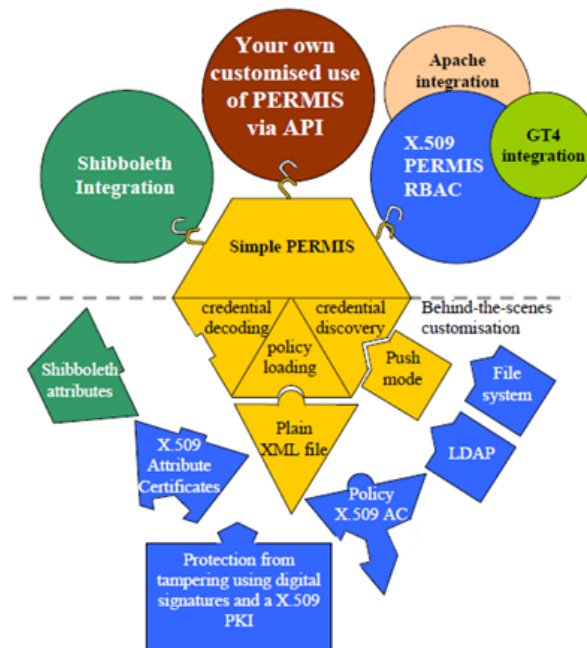 Your own
customised use
of PERMIS
via API
Apache
integration
GT4
integration
Shibboleth
Integration
X.509
PERMIS
RBAC
Simple PERMIS
credential
decoding
credential
discovery
policy
loading
Behind-the-scenes
customisation
Shibboleth
attributes
Push
mode
File
system
Plain
XML file
LDAP
X.509
Attribute
Certificates
Policy
X.509 AC
Protection from
tampering using digital
signatures and a X.509
PKI